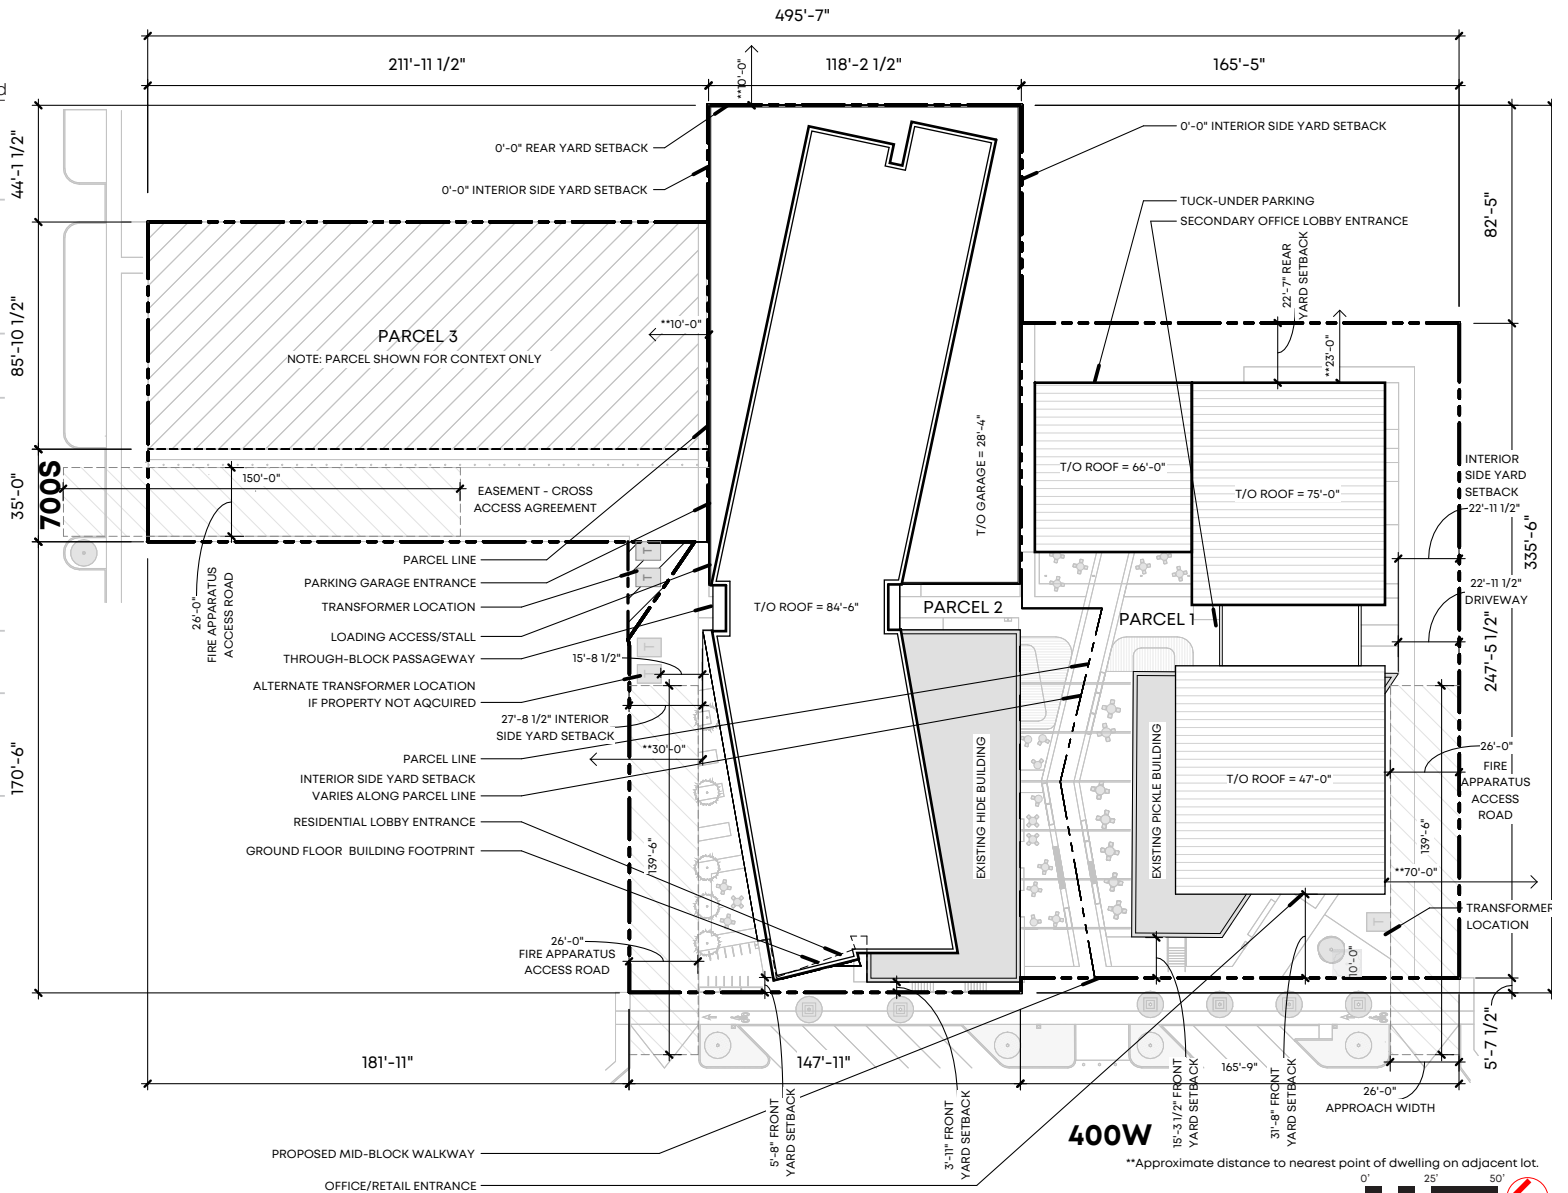 495'-7"
211'-11 1/2"
118'-2 1/2"
165'-5"
**10'-0"
d
44'-1 1/2"
85'-10 1/2"
35'-0"
170'-6"
700S
0'-0" REAR YARD SETBACK
0'-0" INTERIOR SIDE YARD SETBACK
0'-0" INTERIOR SIDE YARD SETBACK
TUCK-UNDER PARKING
SECONDARY OFFICE LOBBY ENTRANCE
22'-7" REAR
YARD SETBACK
**23'-0"
82'-5"
PARCEL 3
NOTE: PARCEL SHOWN FOR CONTEXT ONLY
**10'-0"
T/O GARAGE = 28'-4"
T/O ROOF = 66'-0"
T/O ROOF = 75'-0"
INTERIOR
SIDE YARD
SETBACK
22'-11 1/2"
335'-6"
150'-0"
EASEMENT - CROSS
ACCESS AGREEMENT
26'-0"
FIRE APPARATUS
ACCESS ROAD
PARCEL LINE
PARKING GARAGE ENTRANCE
TRANSFORMER LOCATION
LOADING ACCESS/STALL
THROUGH-BLOCK PASSAGEWAY
T
T
T
T
15'-8 1/2"
ALTERNATE TRANSFORMER LOCATION
IF PROPERTY NOT AQCUIRED
27'-8 1/2" INTERIOR
SIDE YARD SETBACK
**30'-0"
T/O ROOF = 84'-6"
PARCEL 2
PARCEL 1
22'-11 1/2"
DRIVEWAY
247'-5 1/2"
PARCEL LINE
INTERIOR SIDE YARD SETBACK
VARIES ALONG PARCEL LINE
RESIDENTIAL LOBBY ENTRANCE
GROUND FLOOR BUILDING FOOTPRINT
139'-6"
EXISTING HIDE BUILDING
EXISTING PICKLE BUILDING
T/O ROOF = 47'-0"
26'-0"
FIRE
APPARATUS
ACCESS
ROAD
139'-6"
**70'-0"
TRANSFORMER
LOCATION
T
10'-0"
26'-0"
FIRE APPARATUS
ACCESS ROAD
5'-7 1/2"
181'-11"
147'-11"
165'-9"
26'-0"
APPROACH WIDTH
5'-8" FRONT
YARD SETBACK
3'-11" FRONT
YARD SETBACK
15'-3 1/2" FRONT
YARD SETBACK
31'-8" FRONT
YARD SETBACK
400W
PROPOSED MID-BLOCK WALKWAY
OFFICE/RETAIL ENTRANCE
**Approximate distance to nearest point of dwelling on adjacent lot.
0' 25' 50'